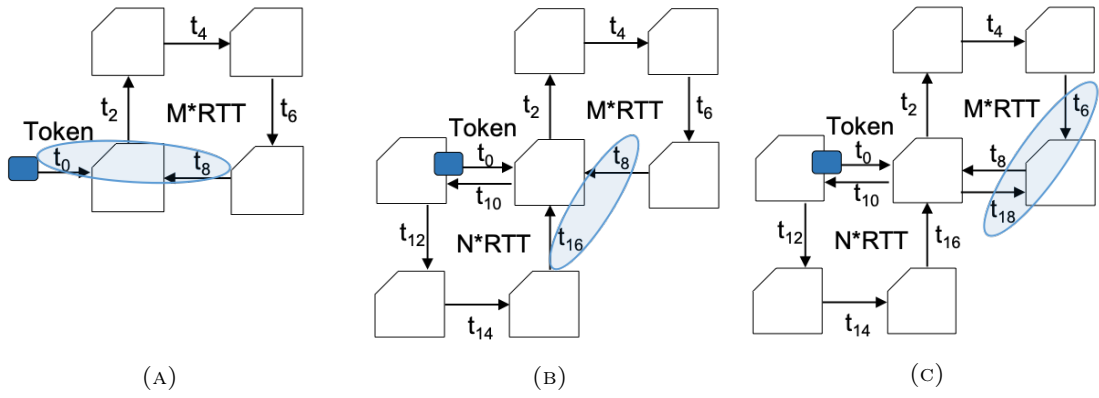 t₄
t₂
M*RTT
t₆
Token
t₀
t₈
(A)
t₄
t₂
M*RTT
t₆
Token
t₀
t₈
t₁₀
t₁₂
N*RTT
t₁₆
t₁₄
(B)
t₄
t₂
M*RTT
t₆
Token
t₀
t₈
t₁₀
t₁₈
t₁₂
N*RTT
t₁₆
t₁₄
(C)